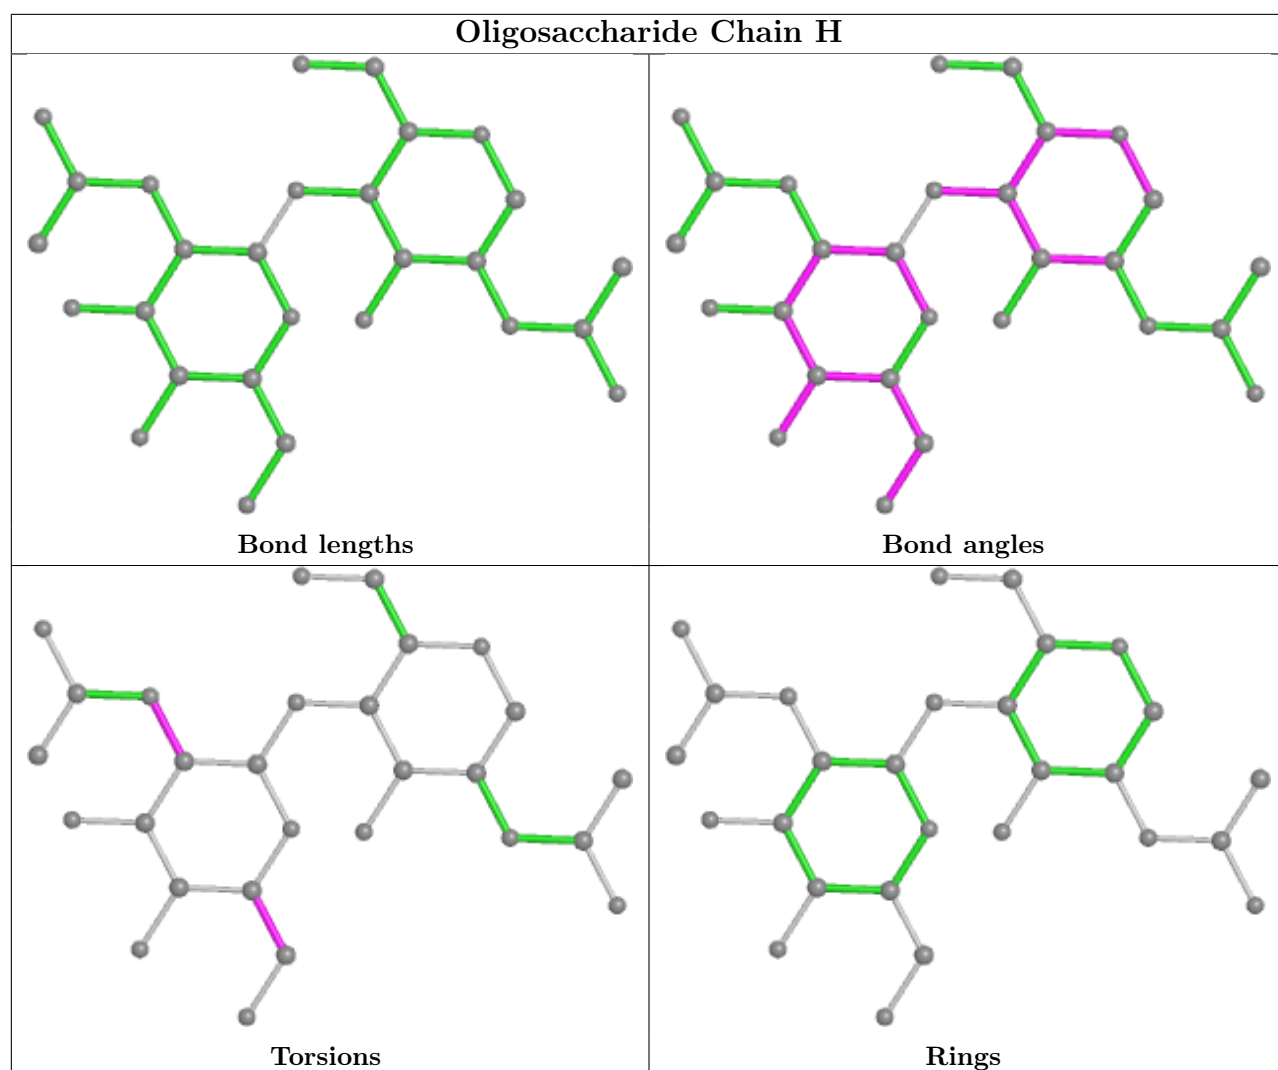 Oligosaccharide Chain H
Bond lengths
Bond angles
Torsions
Rings